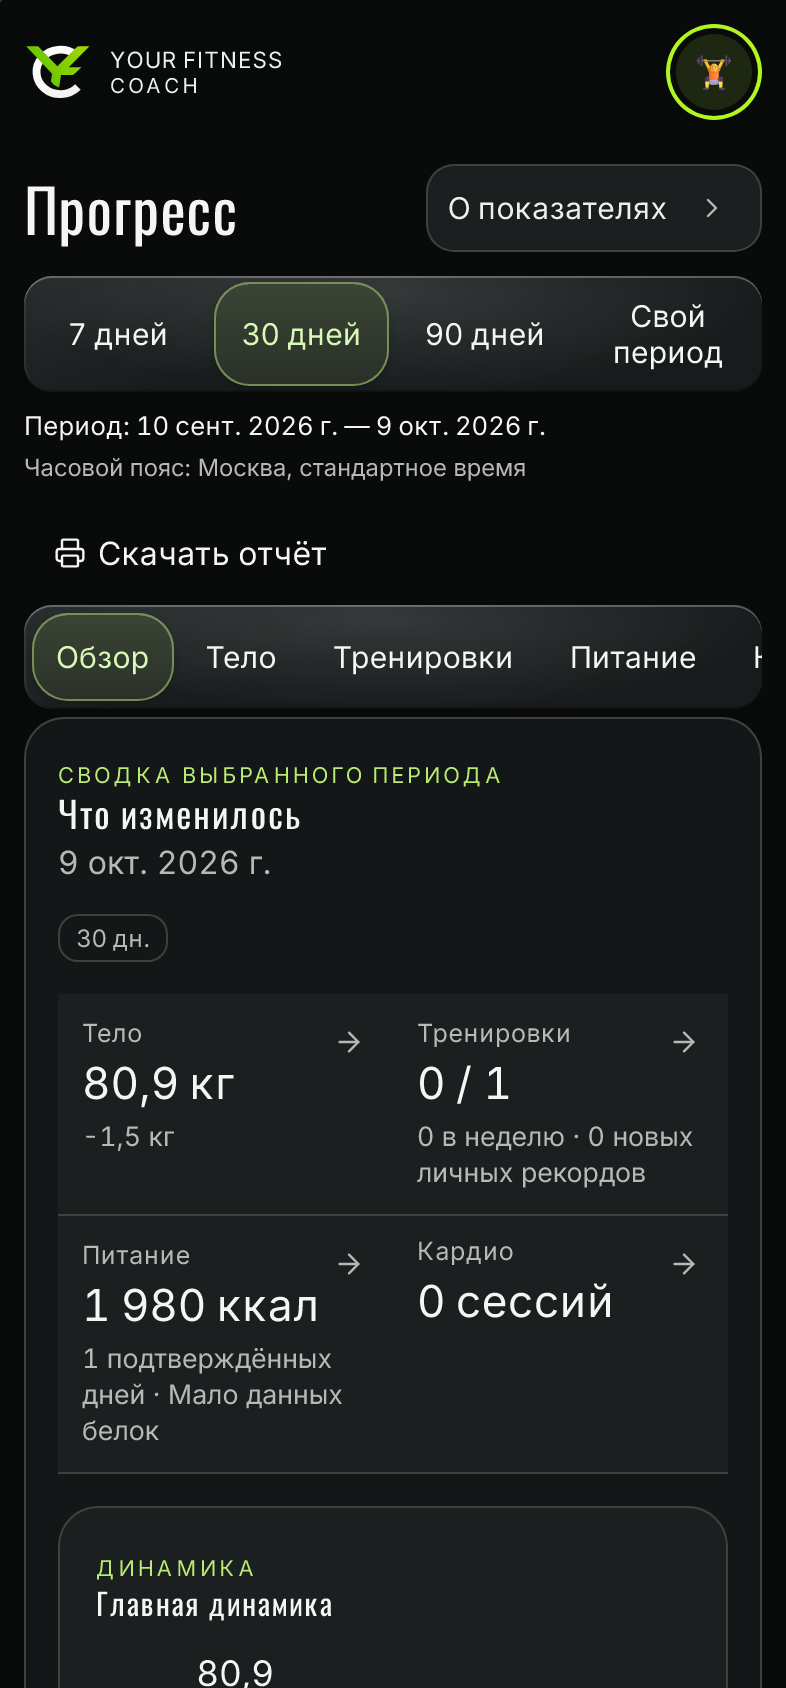 YOUR FITNESS
COACH
Прогресс
О показателях
7 дней
30 дней
90 дней
Свой
период
Период: 10 сент. 2026 г. — 9 окт. 2026 г.
Часовой пояс: Москва, стандартное время
Скачать отчёт
Обзор
Тело
Тренировки
Питание
СВОДКА ВЫБРАННОГО ПЕРИОДА
Что изменилось
9 окт. 2026 г.
30 дн.
Тело
80,9 кг
-1,5 кг
Тренировки
0 / 1
0 в неделю · 0 новых
личных рекордов
Питание
1 980 ккал
1 подтверждённых
дней · Мало данных
белок
Кардио
0 сессий
ДИНАМИКА
Главная динамика
80,9